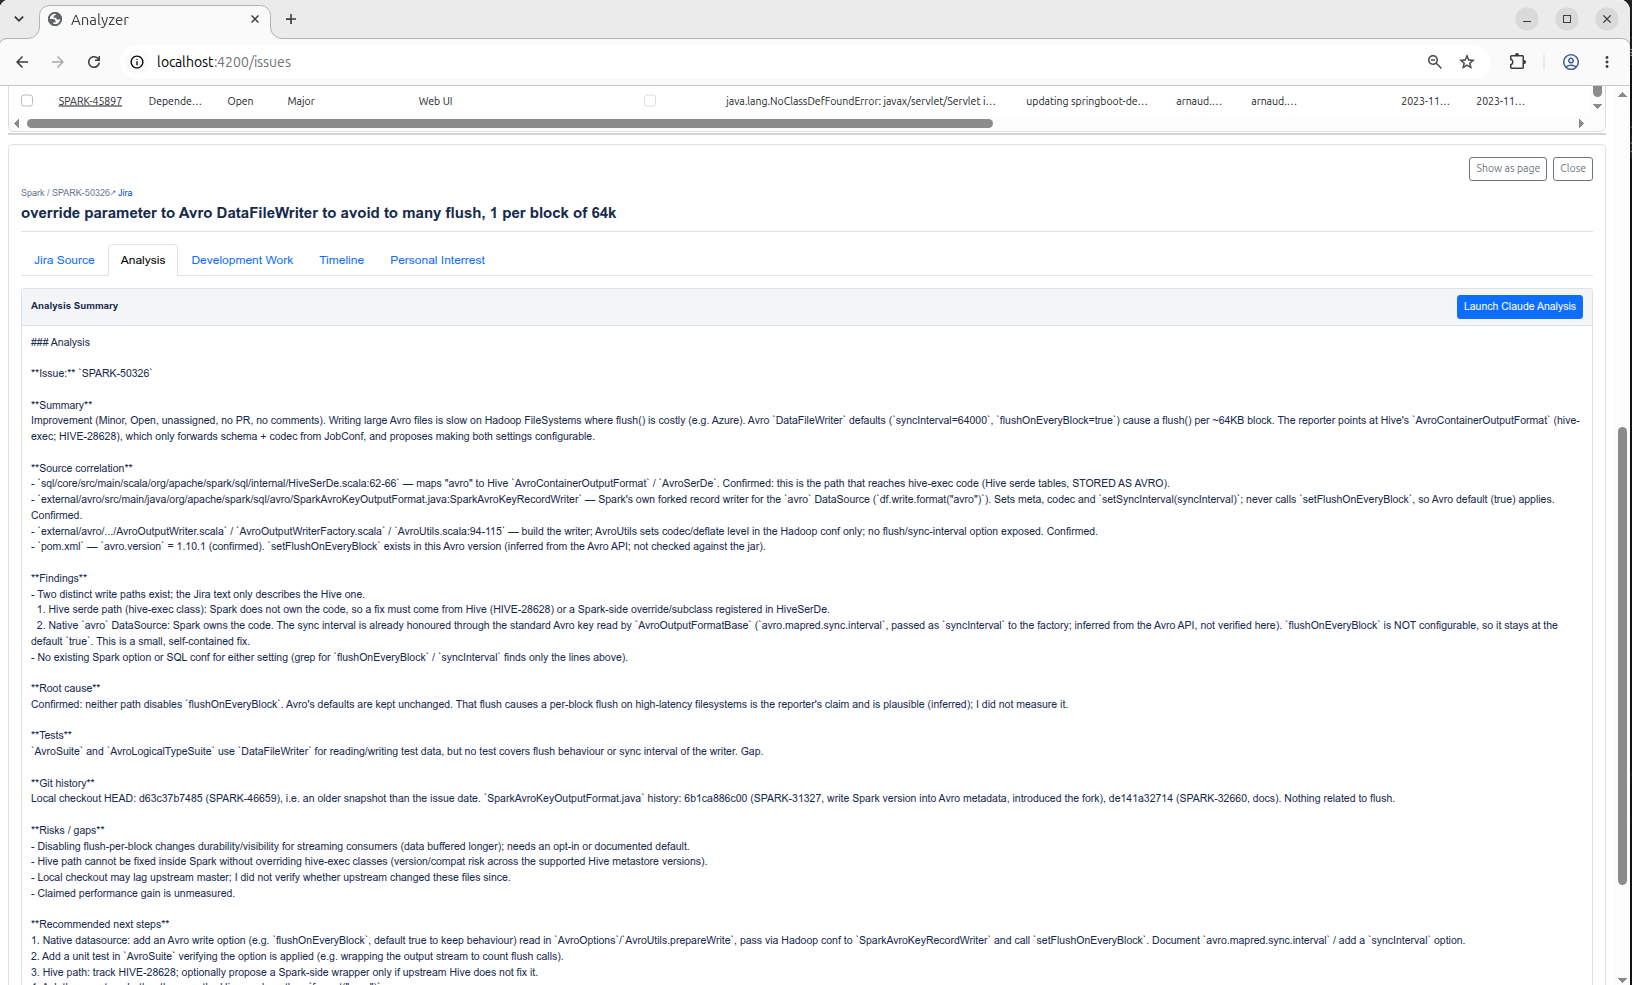 Analyzer
localhost:4200/issues
SPARK-45897 Depende... Open Major Web UI java.lang.NoClassDefFoundError: javax/servlet/Servlet i... updating springboot-de... arnaud.... arnaud.... 2023-11... 2023-11...
Show as page Close
Spark / SPARK-50326↗ Jira
override parameter to Avro DataFileWriter to avoid to many flush, 1 per block of 64k
Jira Source Analysis Development Work Timeline Personal Interrest
Analysis Summary Launch Claude Analysis
### Analysis
**Issue:** `SPARK-50326`
**Summary**
Improvement (Minor, Open, unassigned, no PR, no comments). Writing large Avro files is slow on Hadoop FileSystems where flush() is costly (e.g. Azure). Avro `DataFileWriter` defaults (`syncInterval=64000`, `flushOnEveryBlock=true`) cause a flush() per ~64KB block. The reporter points at Hive's `AvroContainerOutputFormat` (hive-
exec; HIVE-28628), which only forwards schema + codec from JobConf, and proposes making both settings configurable.
**Source correlation**
- `sql/core/src/main/scala/org/apache/spark/sql/internal/HiveSerDe.scala:62-66` — maps "avro" to Hive `AvroContainerOutputFormat` / `AvroSerDe`. Confirmed: this is the path that reaches hive-exec code (Hive serde tables, STORED AS AVRO).
- `external/avro/src/main/java/org/apache/spark/sql/avro/SparkAvroKeyOutputFormat.java:SparkAvroKeyRecordWriter` — Spark's own forked record writer for the `avro` DataSource (`df.write.format("avro")`). Sets meta, codec and `setSyncInterval(syncInterval)`; never calls `setFlushOnEveryBlock`, so Avro default (true) applies.
Confirmed.
- `external/avro/.../AvroOutputWriter.scala` / `AvroOutputWriterFactory.scala` / `AvroUtils.scala:94-115` — build the writer; AvroUtils sets codec/deflate level in the Hadoop conf only; no flush/sync-interval option exposed. Confirmed.
- `pom.xml` — `avro.version` = 1.10.1 (confirmed). `setFlushOnEveryBlock` exists in this Avro version (inferred from the Avro API; not checked against the jar).
**Findings**
- Two distinct write paths exist; the Jira text only describes the Hive one.
1. Hive serde path (hive-exec class): Spark does not own the code, so a fix must come from Hive (HIVE-28628) or a Spark-side override/subclass registered in HiveSerDe.
2. Native `avro` DataSource: Spark owns the code. The sync interval is already honoured through the standard Avro key read by `AvroOutputFormatBase` (`avro.mapred.sync.interval`, passed as `syncInterval` to the factory; inferred from the Avro API, not verified here). `flushOnEveryBlock` is NOT configurable, so it stays at the
default `true`. This is a small, self-contained fix.
- No existing Spark option or SQL conf for either setting (grep for `flushOnEveryBlock` / `syncInterval` finds only the lines above).
**Root cause**
Confirmed: neither path disables `flushOnEveryBlock`. Avro's defaults are kept unchanged. That flush causes a per-block flush on high-latency filesystems is the reporter's claim and is plausible (inferred); I did not measure it.
**Tests**
`AvroSuite` and `AvroLogicalTypeSuite` use `DataFileWriter` for reading/writing test data, but no test covers flush behaviour or sync interval of the writer. Gap.
**Git history**
Local checkout HEAD: d63c37b7485 (SPARK-46659), i.e. an older snapshot than the issue date. `SparkAvroKeyOutputFormat.java` history: 6b1ca886c00 (SPARK-31327, write Spark version into Avro metadata, introduced the fork), de141a32714 (SPARK-32660, docs). Nothing related to flush.
**Risks / gaps**
- Disabling flush-per-block changes durability/visibility for streaming consumers (data buffered longer); needs an opt-in or documented default.
- Hive path cannot be fixed inside Spark without overriding hive-exec classes (version/compat risk across the supported Hive metastore versions).
- Local checkout may lag upstream master; I did not verify whether upstream changed these files since.
- Claimed performance gain is unmeasured.
**Recommended next steps**
1. Native datasource: add an Avro write option (e.g. `flushOnEveryBlock`, default true to keep behaviour) read in `AvroOptions`/`AvroUtils.prepareWrite`, pass via Hadoop conf to `SparkAvroKeyRecordWriter` and call `setFlushOnEveryBlock`. Document `avro.mapred.sync.interval` / add a `syncInterval` option.
2. Add a unit test in `AvroSuite` verifying the option is applied (e.g. wrapping the output stream to count flush calls).
3. Hive path: track HIVE-28628; optionally propose a Spark-side wrapper only if upstream Hive does not fix it.